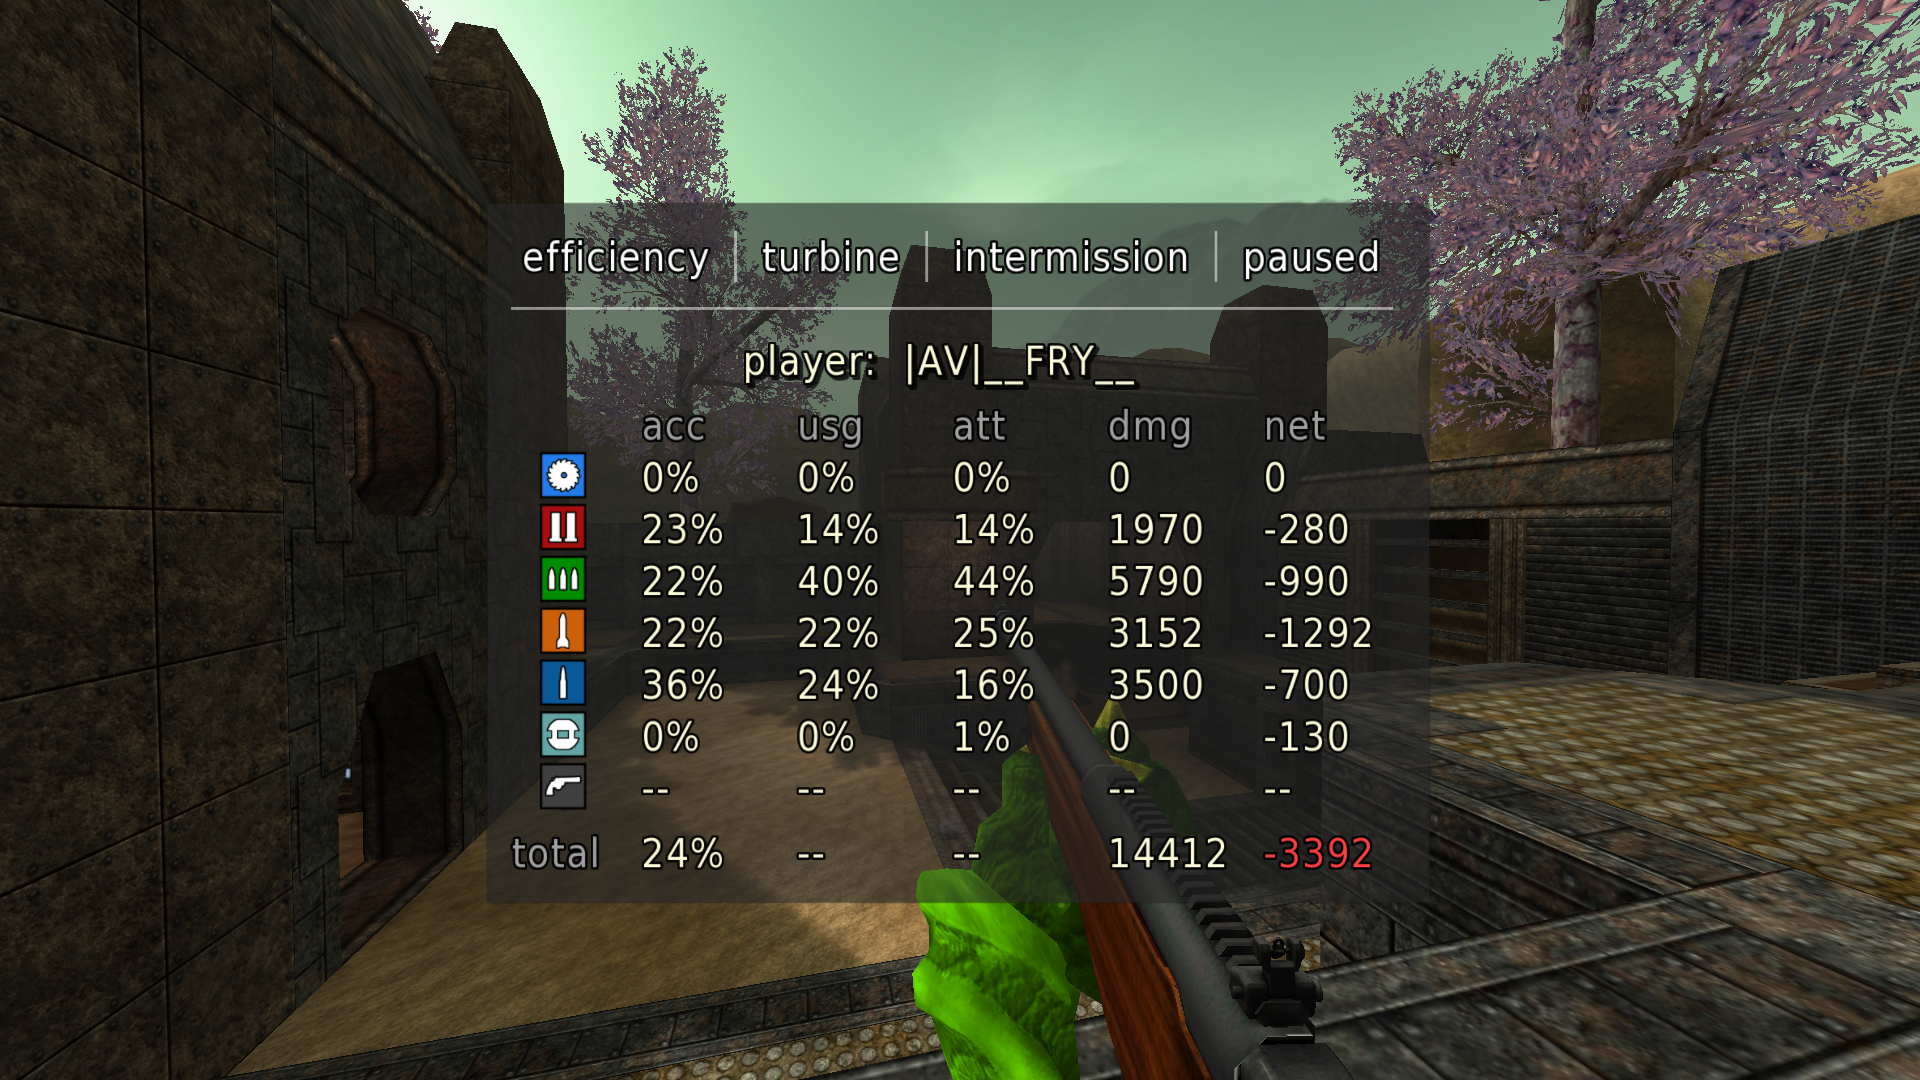 efficiency | turbine | intermission | paused
player: |AV|__FRY__
acc usg att dmg net
0% 0% 0% 0 0
23% 14% 14% 1970 -280
22% 40% 44% 5790 -990
22% 22% 25% 3152 -1292
36% 24% 16% 3500 -700
0% 0% 1% 0 -130
-- -- -- -- --
total 24% -- -- 14412 -3392